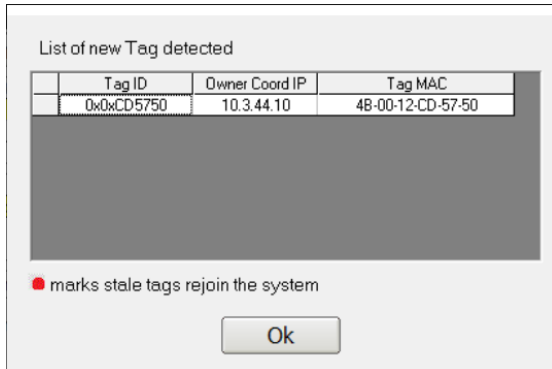 List of new Tag detected
Tag ID Owner Coord IP Tag MAC
0x0xCD5750 10.3.44.10 4B-00-12-CD-57-50
marks stale tags rejoin the system
Ok